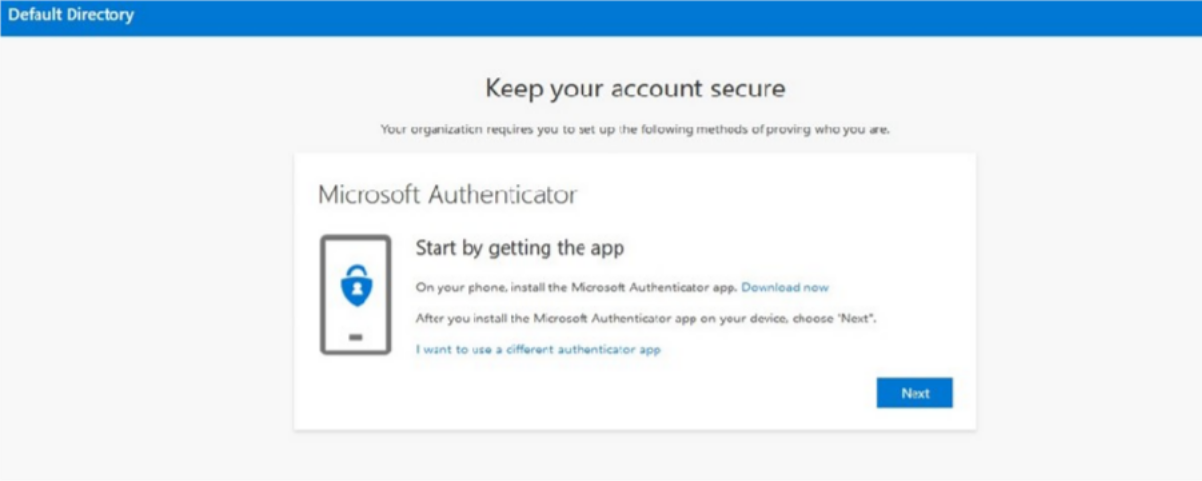 Default Directory
Keep your account secure
Your organization requires you to set up the following methods of proving who you are.
Microsoft Authenticator
Start by getting the app
On your phone, install the Microsoft Authenticator app. Download now
After you install the Microsoft Authenticator app on your device, choose "Next".
I want to use a different authenticator app
Next